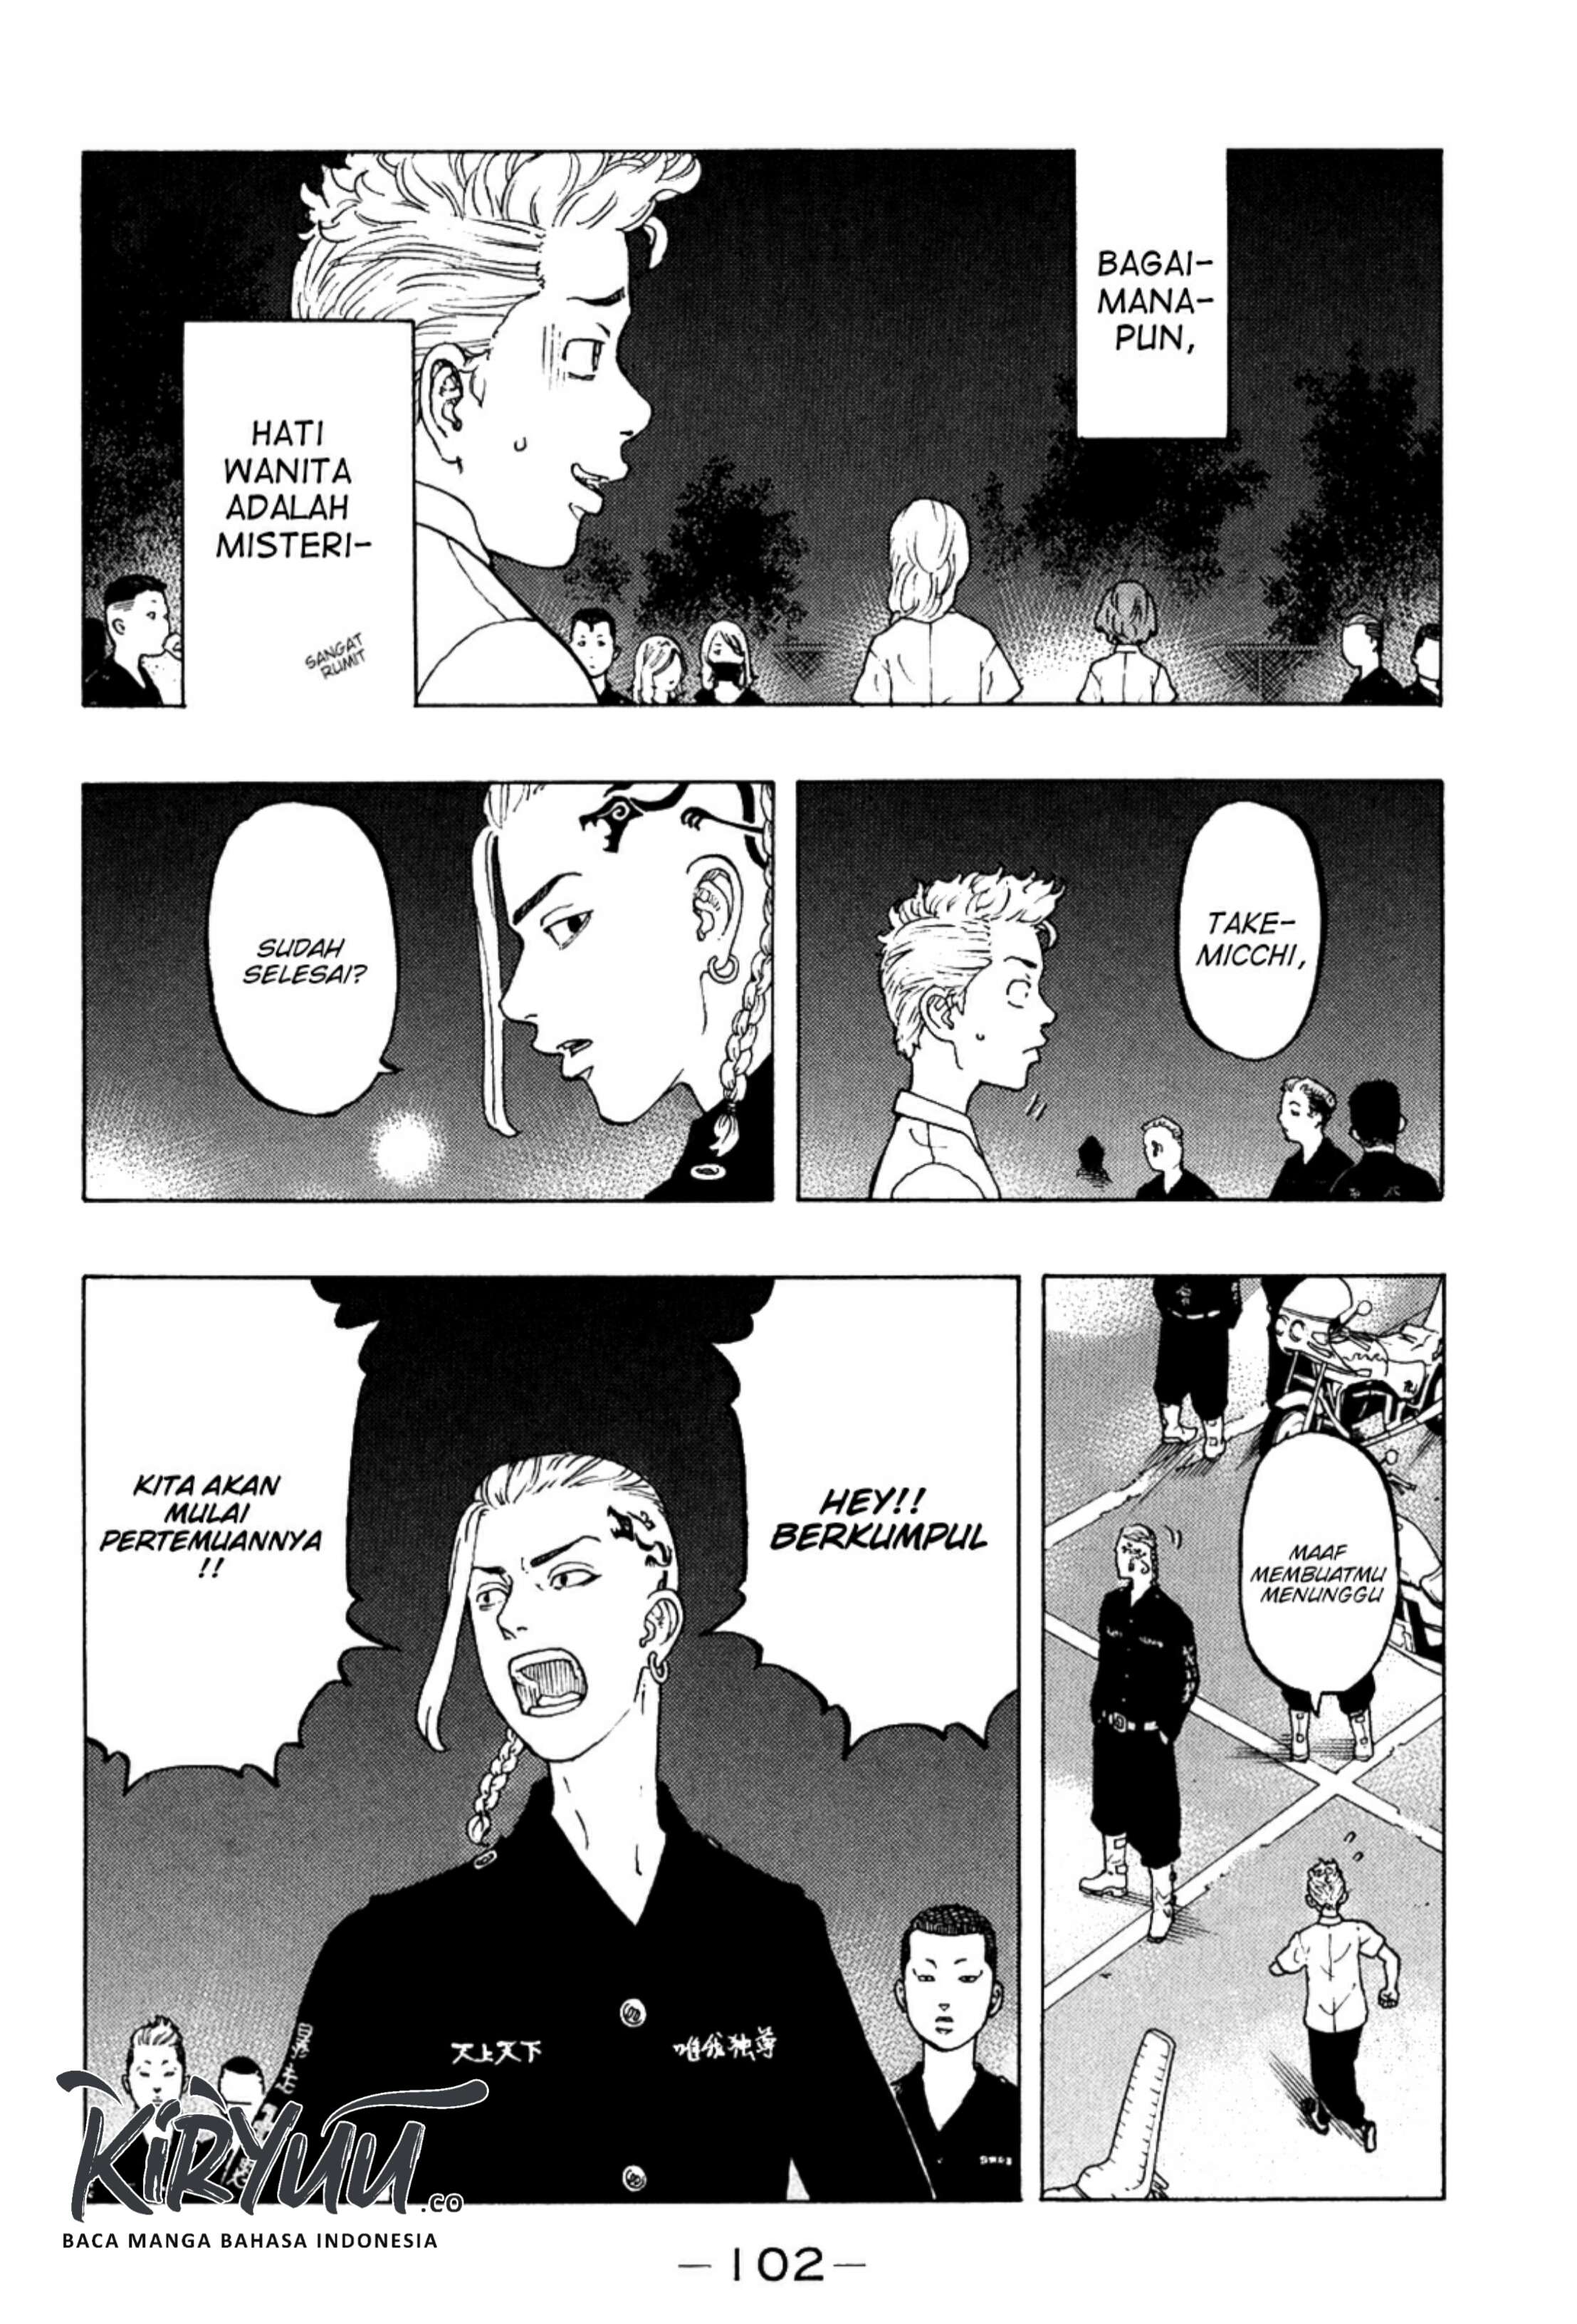 BAGAI-
MANA-
PUN,
HATI
WANITA
ADALAH
MISTERI-
SANGAT
RUMIT
TAKE-
MICCHI,
SUDAH
SELESAI?
MAAF
MEMBUATMU
MENUNGGU
HEY!!
BERKUMPUL
KITA AKAN
MULAI
PERTEMUANNYA
!!
天上天下
唯我独尊
KiRYUU.co
BACA MANGA BAHASA INDONESIA
—102—